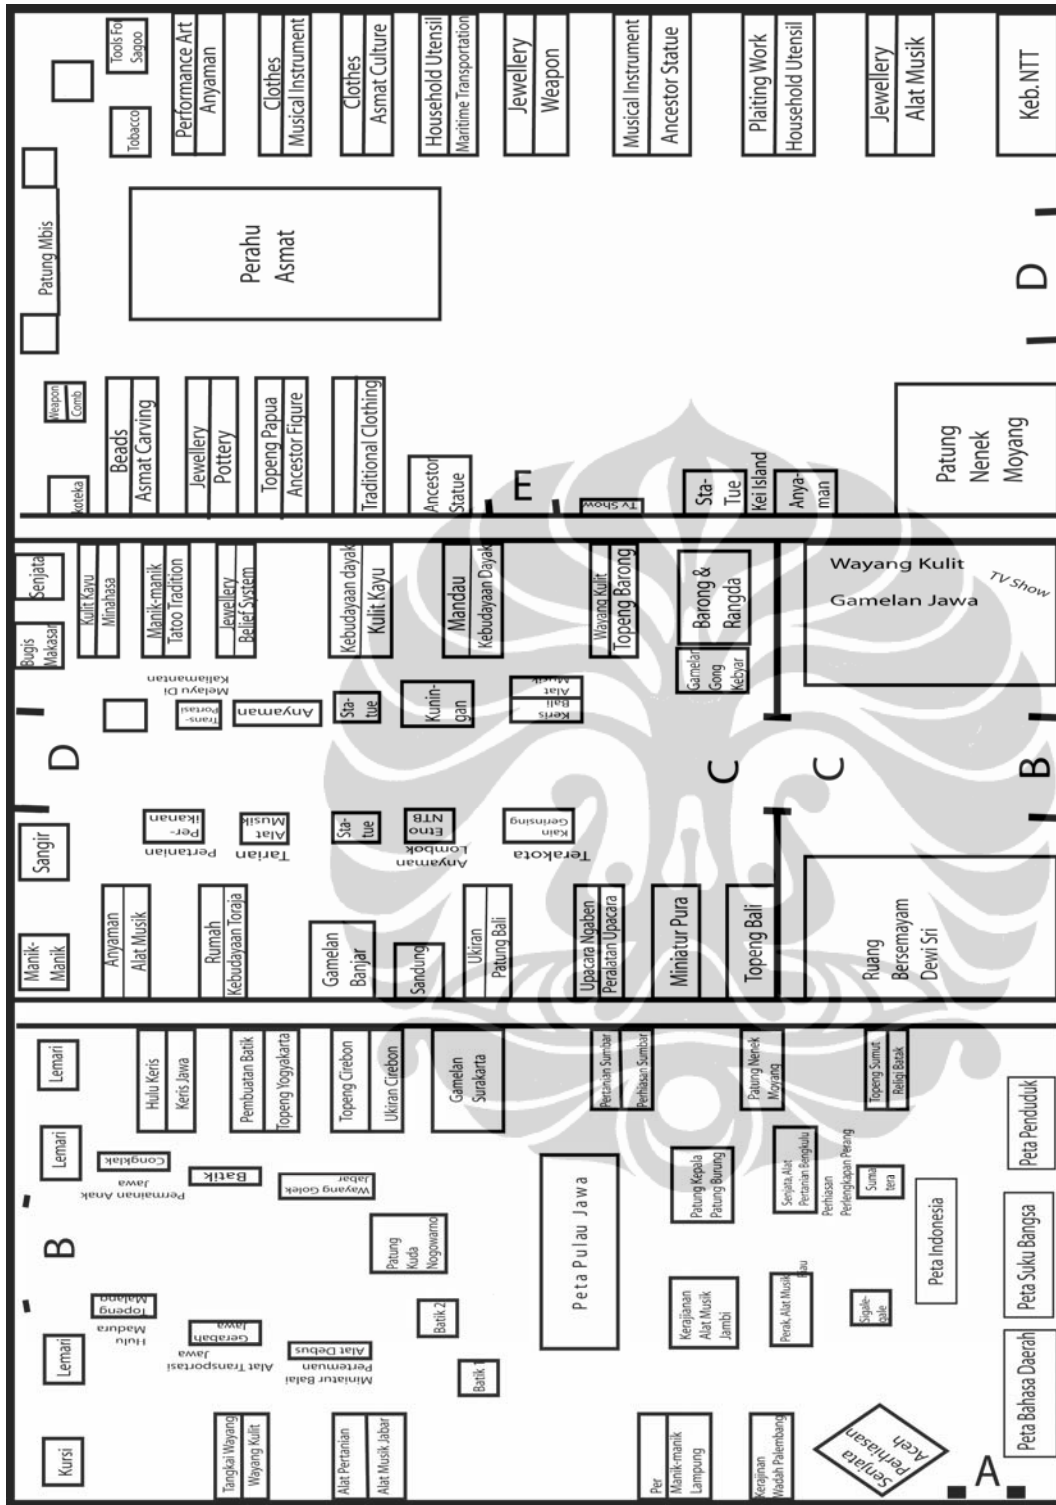 Tools For
Sagoo
Tobacco
Performance Art
Anyaman
Clothes
Musical Instrument
Clothes
Asmat Culture
Household Utensil
Maritime Transportation
Jewellery
Weapon
Musical Instrument
Ancestor Statue
Plaiting Work
Household Utensil
Jewellery
Alat Musik
Keb.NTT
Patung Mbis
Perahu
Asmat
D
Weapon
Comb
koteka
Beads
Asmat Carving
Jewellery
Pottery
Topeng Papua
Ancestor Figure
Traditional Clothing
Ancestor
Statue
E
Tv Show
Sta-
Tue
Kei Island
Anya-
man
Patung
Nenek
Moyang
Senjata
Bugis
Makasar
Kulit Kayu
Minahasa
Manik-manik
Tatoo Tradition
Jewellery
Belief System
Kebudayaan dayak
Kulit Kayu
Mandau
Kebudayaan Dayak
Wayang Kulit
Topeng Barong
Barong &
Rangda
Gamelan
Gong
Kebyar
Wayang Kulit
TV Show
Gamelan Jawa
Trans-
Portasi
Melayu Di
Kaliamantan
Anyaman
Sta-
tue
Kunin-
gan
Keris
Bali
Alat
Musik
D
C
C
B
Sangir
Per-
ikanan
Pertanian
Alat
Musik
Tarian
Sta-
tue
Etno
NTB
Anyaman
Lombok
Kain
Gerinsing
Terakota
Manik-
Manik
Anyaman
Alat Musik
Rumah
Kebudayaan Toraja
Gamelan
Banjar
Sandung
Ukiran
Patung Bali
Upacara Ngaben
Peralatan Upacara
Miniatur Pura
Topeng Bali
Ruang
Bersemayam
Dewi Sri
Lemari
Hulu Keris
Keris Jawa
Pembuatan Batik
Topeng Yogyakarta
Topeng Cirebon
Ukiran Cirebon
Gamelan
Surakarta
Pertanian Sumbar
Perhiasan Sumbar
Patung Nenek
Moyang
Topeng Sumut
Religi Batak
Peta Penduduk
Lemari
Congklak
Permainan Anak
Jawa
Batik
Wayang Golek
Jabar
Patung
Kuda
Nogowarno
Peta Pulau Jawa
Patung Kepala
Patung Burung
Senjata, Alat
Pertanian Bengkulu
Perhiasan
Perlengkapan Perang
Suma
tera
Peta Indonesia
Peta Suku Bangsa
B
Topeng
Malang
Hulu
Madura
Gerabah
Jawa
Alat Transportasi
Jawa
Alat Debus
Miniatur Balai
Pertemuan
Batik 2
Batik 1
Kerajianan
Alat Musik
Jambi
Perak, Alat Musik
Riau
Sigale-
gale
Peta Bahasa Daerah
Lemari
Kursi
Tangkai Wayang
Wayang Kulit
Alat Pertanian
Alat Musik Jabar
Per
Manik-manik
Lampung
Kerajinan
Wadah Palembang
Senjata
Perhiasan
Aceh
A